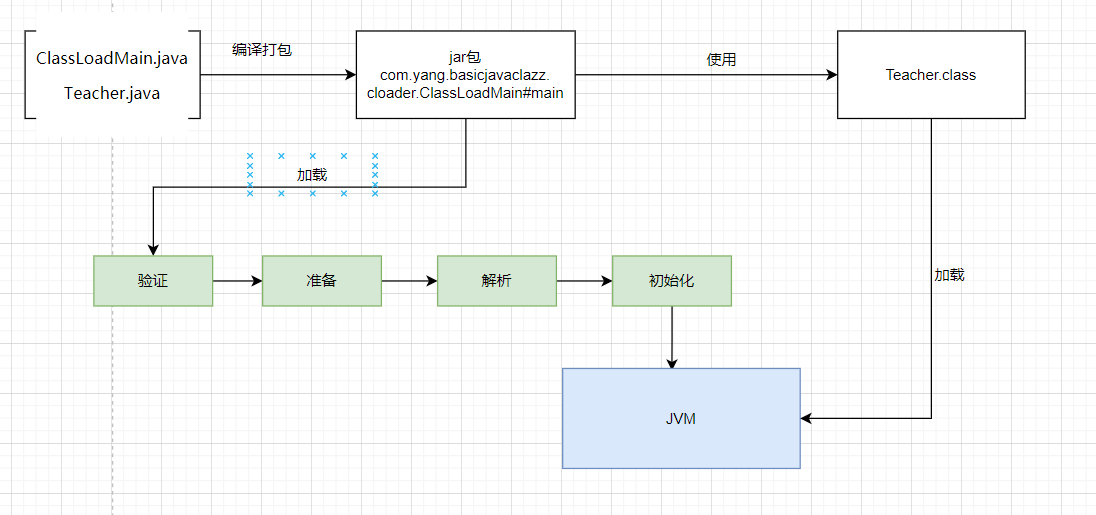 ClassLoadMain.java
Teacher.java
编译打包
jar包
com.yang.basicjavaclazz.
cloader.ClassLoadMain#main
使用
Teacher.class
加载
验证
准备
解析
初始化
加载
JVM